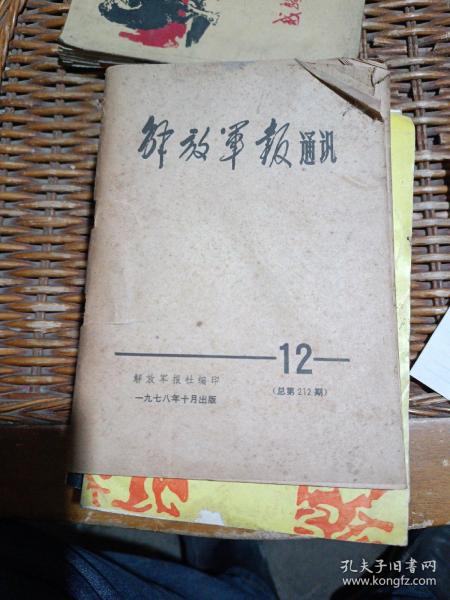 解放军报通讯
12
解放军报社编印
(总第212期)
一九七八年十月出版
孔夫子旧书网
www.kongfz.com